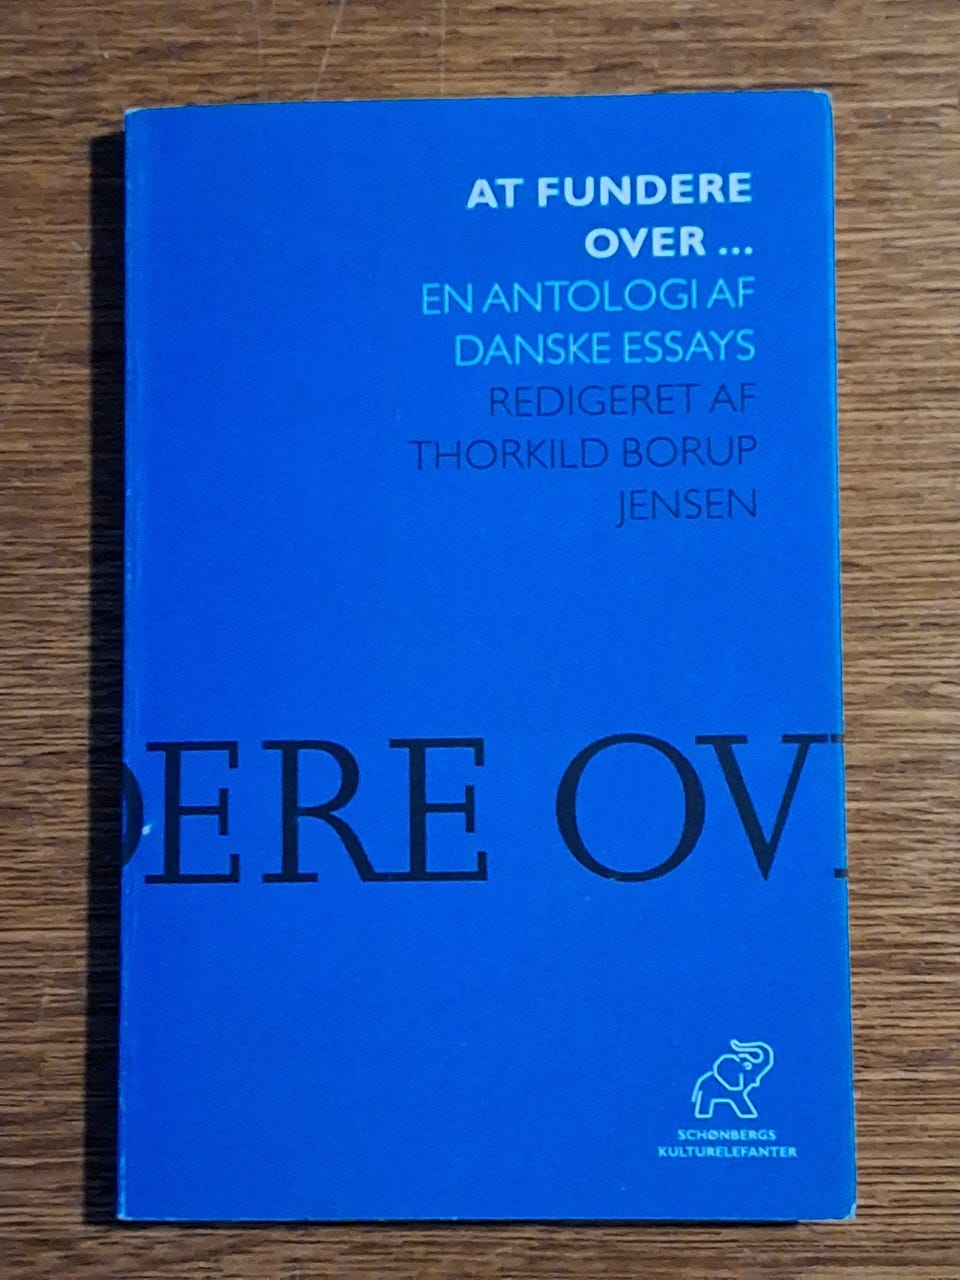 AT FUNDERE
OVER ...
EN ANTOLOGI AF
DANSKE ESSAYS
REDIGERET AF
THORKILD BORUP
JENSEN
DERE OV
SCHØNBERGS
KULTURELEFANTER